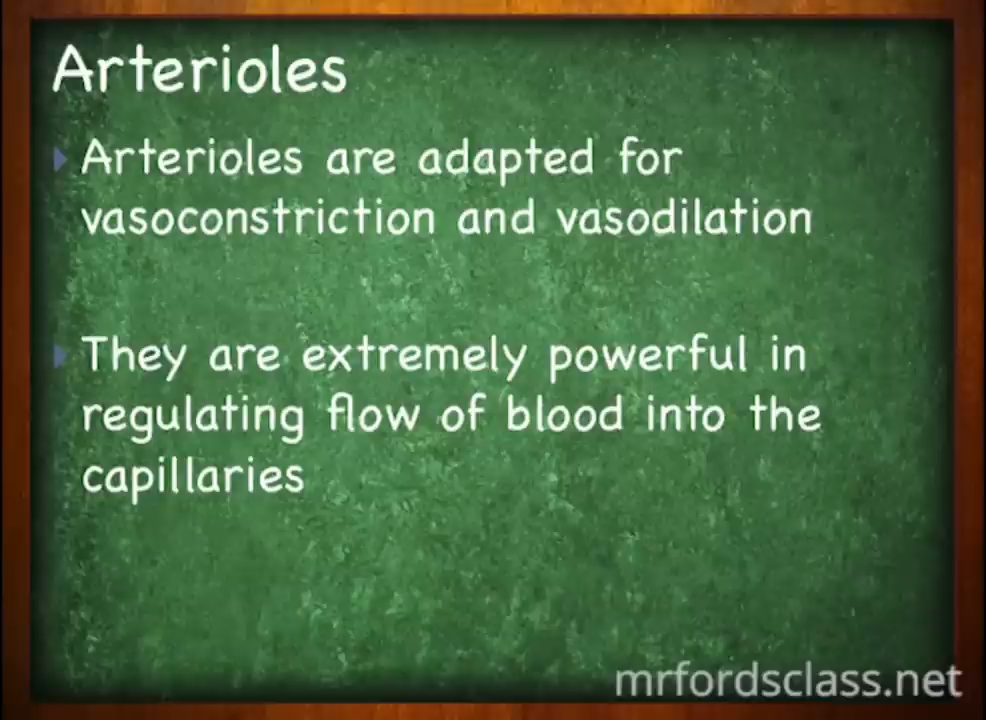 Arterioles
Arterioles are adapted for
vasoconstriction and vasodilation
They are extremely powerful in
regulating flow of blood into the
capillaries
mrfordsclass.net